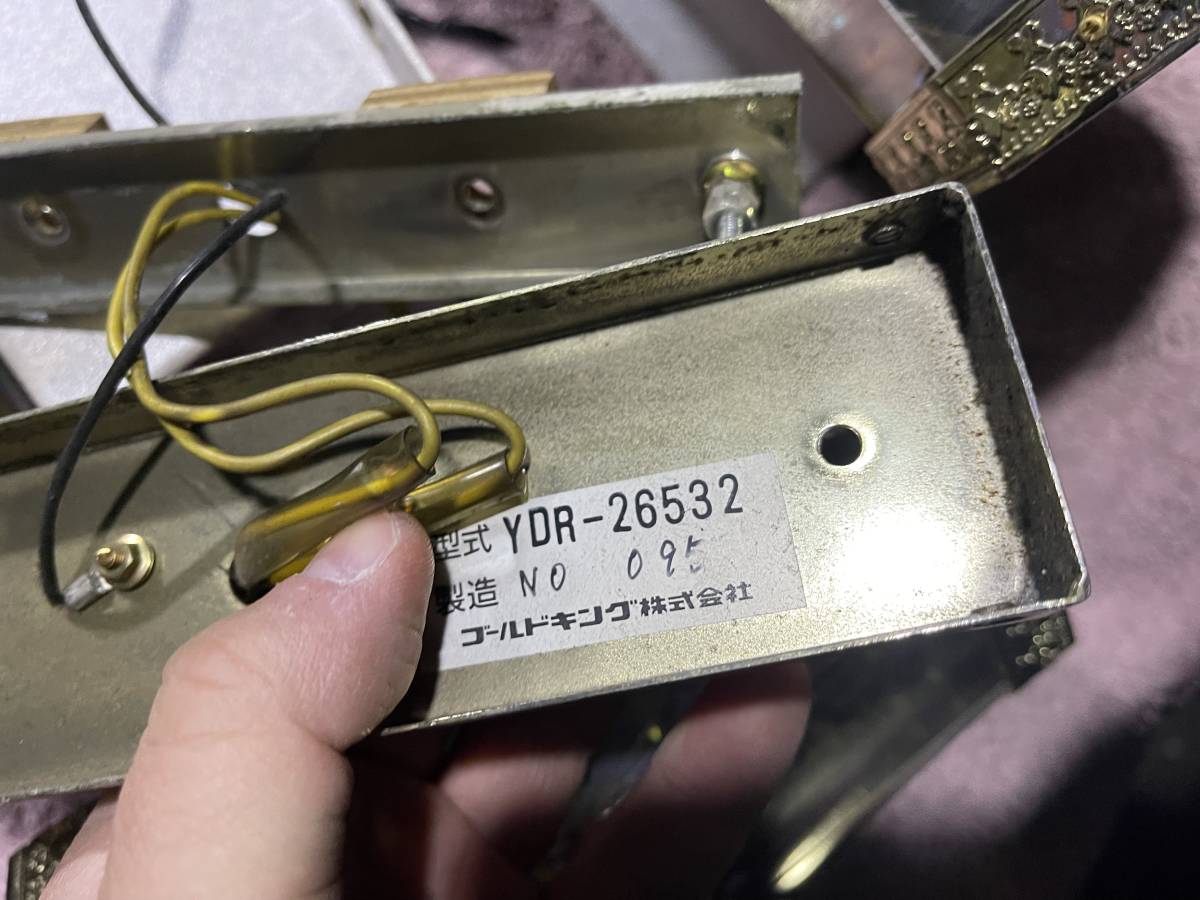 型式 YDR-26532
製造 NO 095
ゴールドキング株式会社